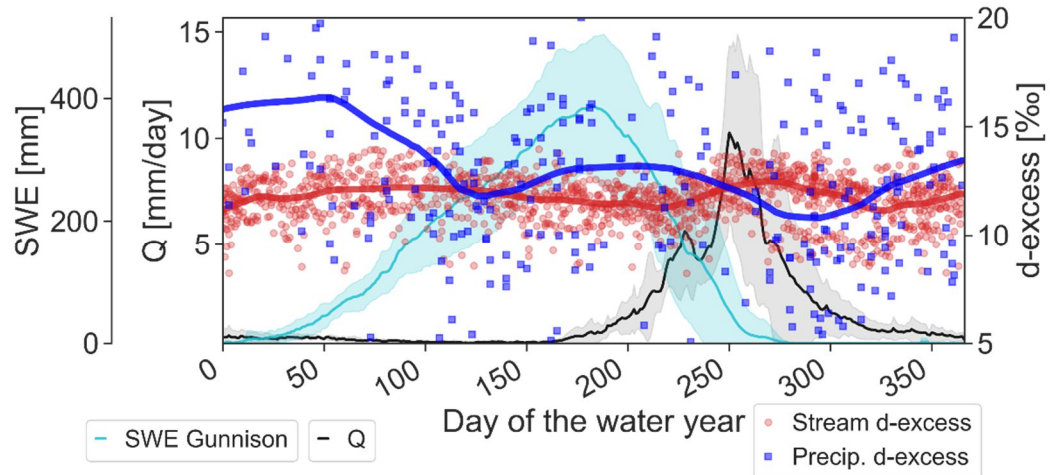 SWE [mm]
400
200
0
Q [mm/day]
15
10
5
20
15
10
5
d-excess [‰]
0
50
100
150
200
250
300
350
Day of the water year
SWE Gunnison
Q
Stream d-excess
Precip. d-excess